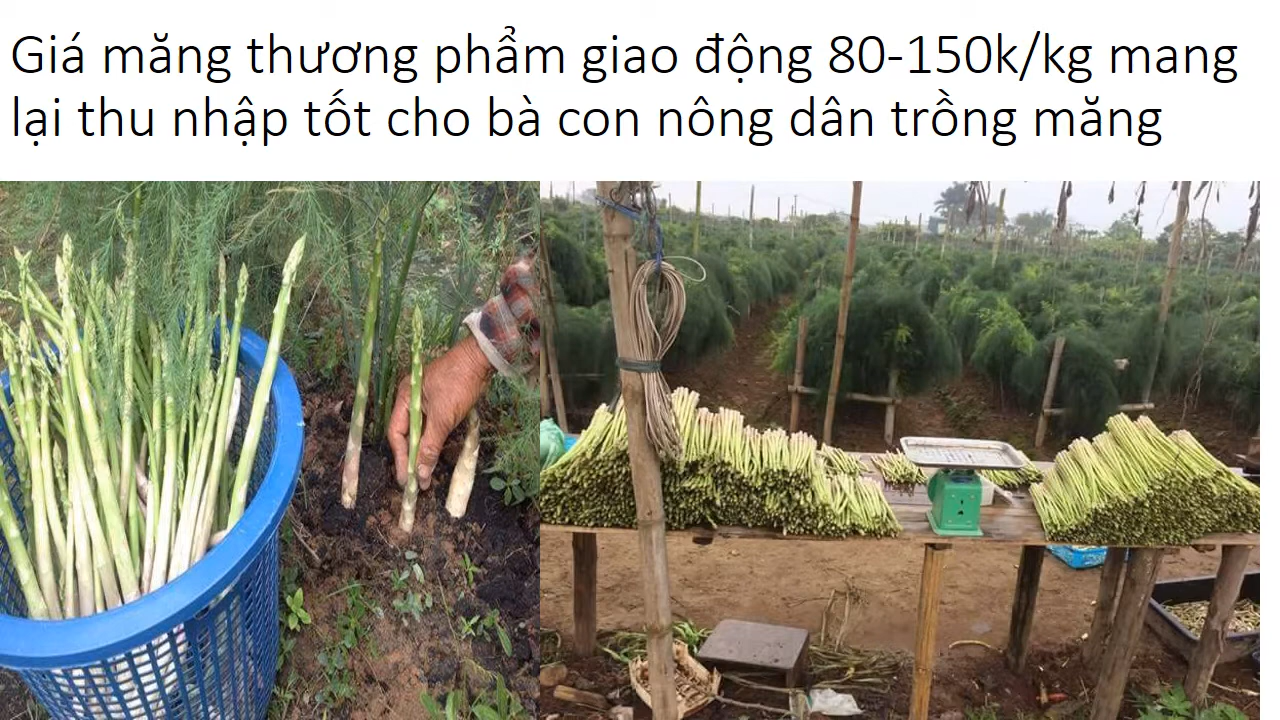 Giá măng thương phẩm giao động 80-150k/kg mang
lại thu nhập tốt cho bà con nông dân trồng măng